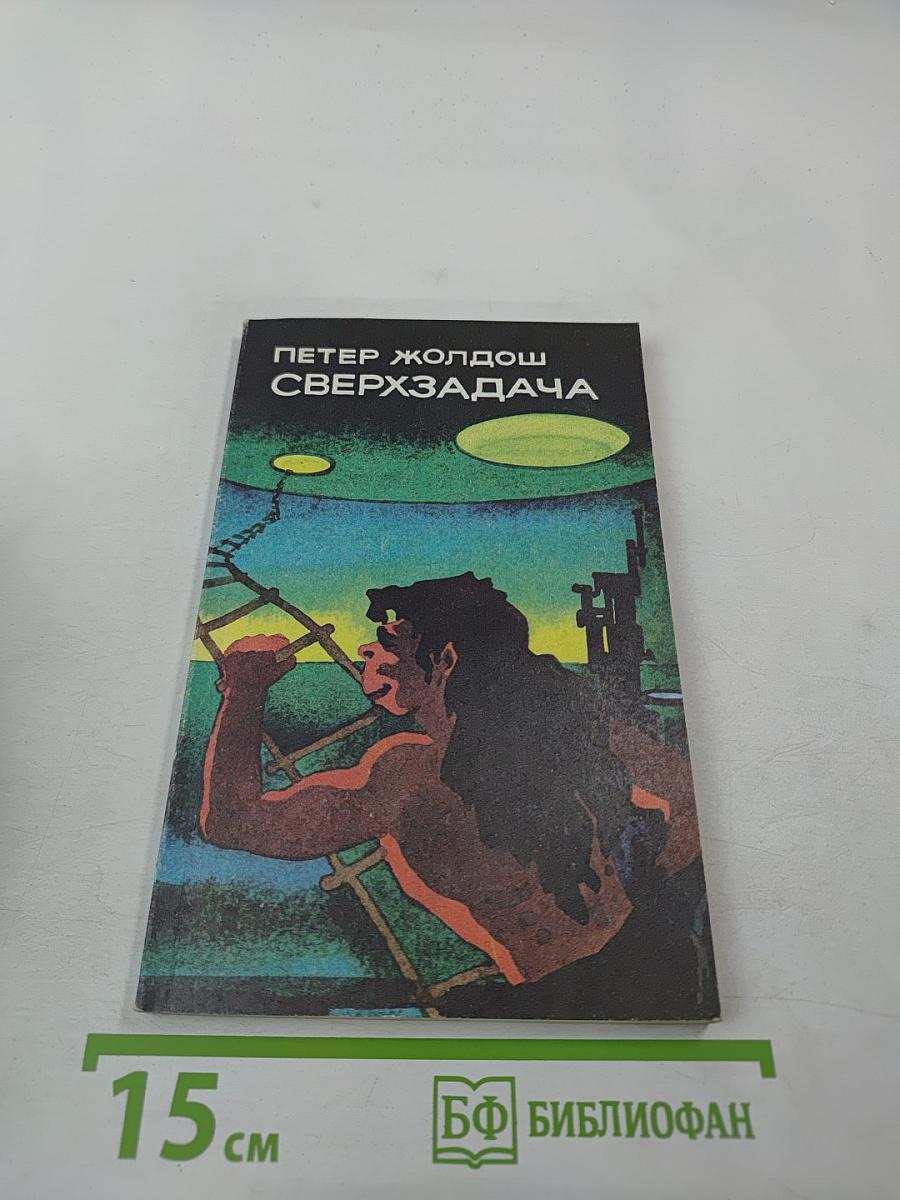 ПЕТЕР ЖОЛДОШ
СВЕРХЗАДАЧА
15 см
БФ БИБЛИОФАН